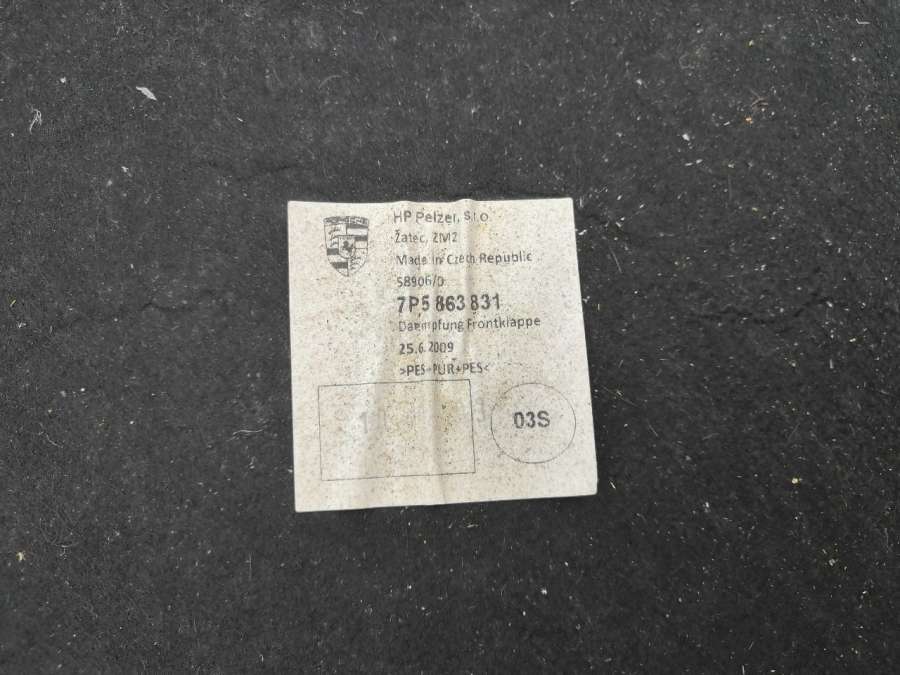 HP Pelzer, s.r.o.
Žatec, ZM2
Made in Czech Republic
58906/0
7P5 863 831
Daempfung Frontklappe
25.6.2009
>PES+PUR+PES<
03S